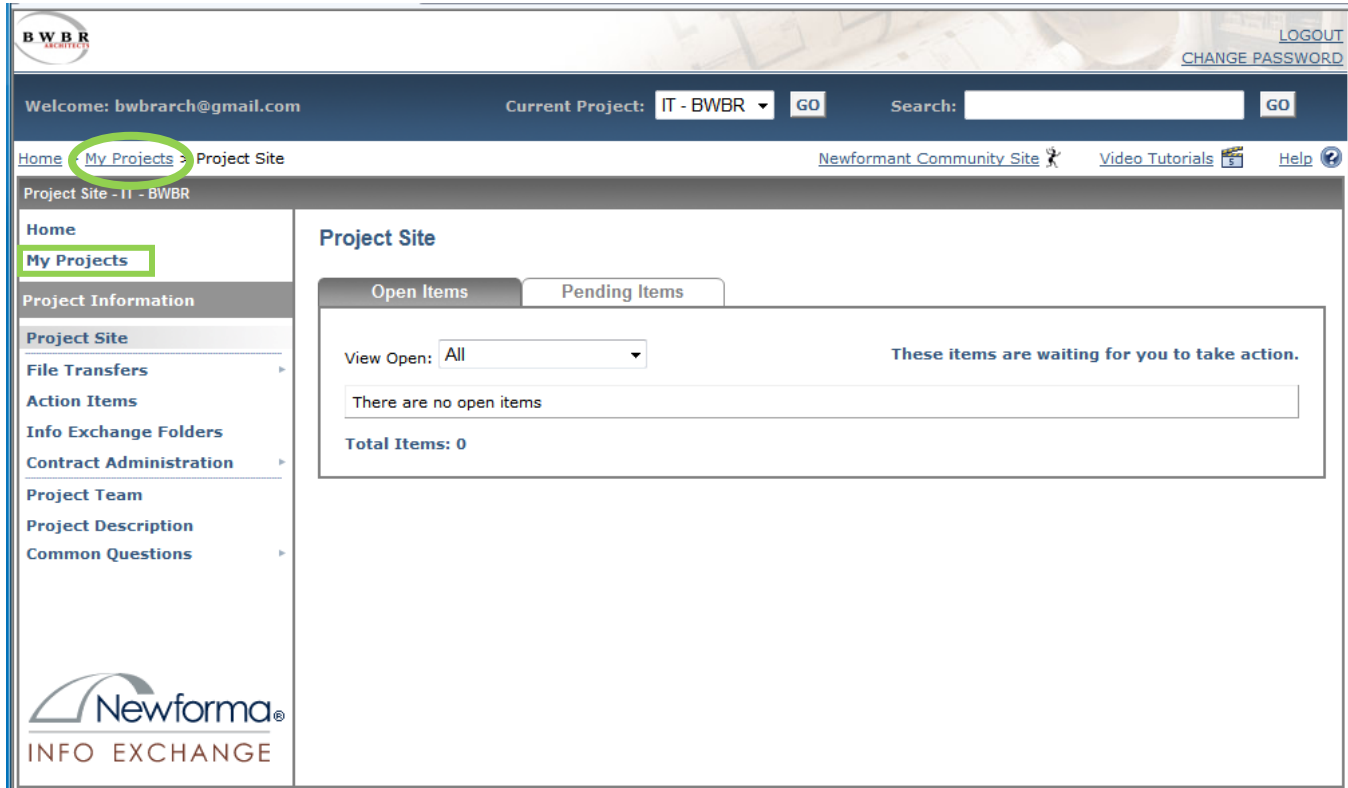 BWBR
ARCHITECTS
LOGOUT
CHANGE PASSWORD
Welcome: bwbrarch@gmail.com Current Project: IT - BWBR GO Search: GO
Home > My Projects > Project Site Newformant Community Site Video Tutorials Help
Project Site - IT - BWBR
Home
My Projects
Project Information
Project Site
File Transfers
Action Items
Info Exchange Folders
Contract Administration
Project Team
Project Description
Common Questions
Newforma®
INFO EXCHANGE
Project Site
Open Items Pending Items
View Open: All These items are waiting for you to take action.
There are no open items
Total Items: 0